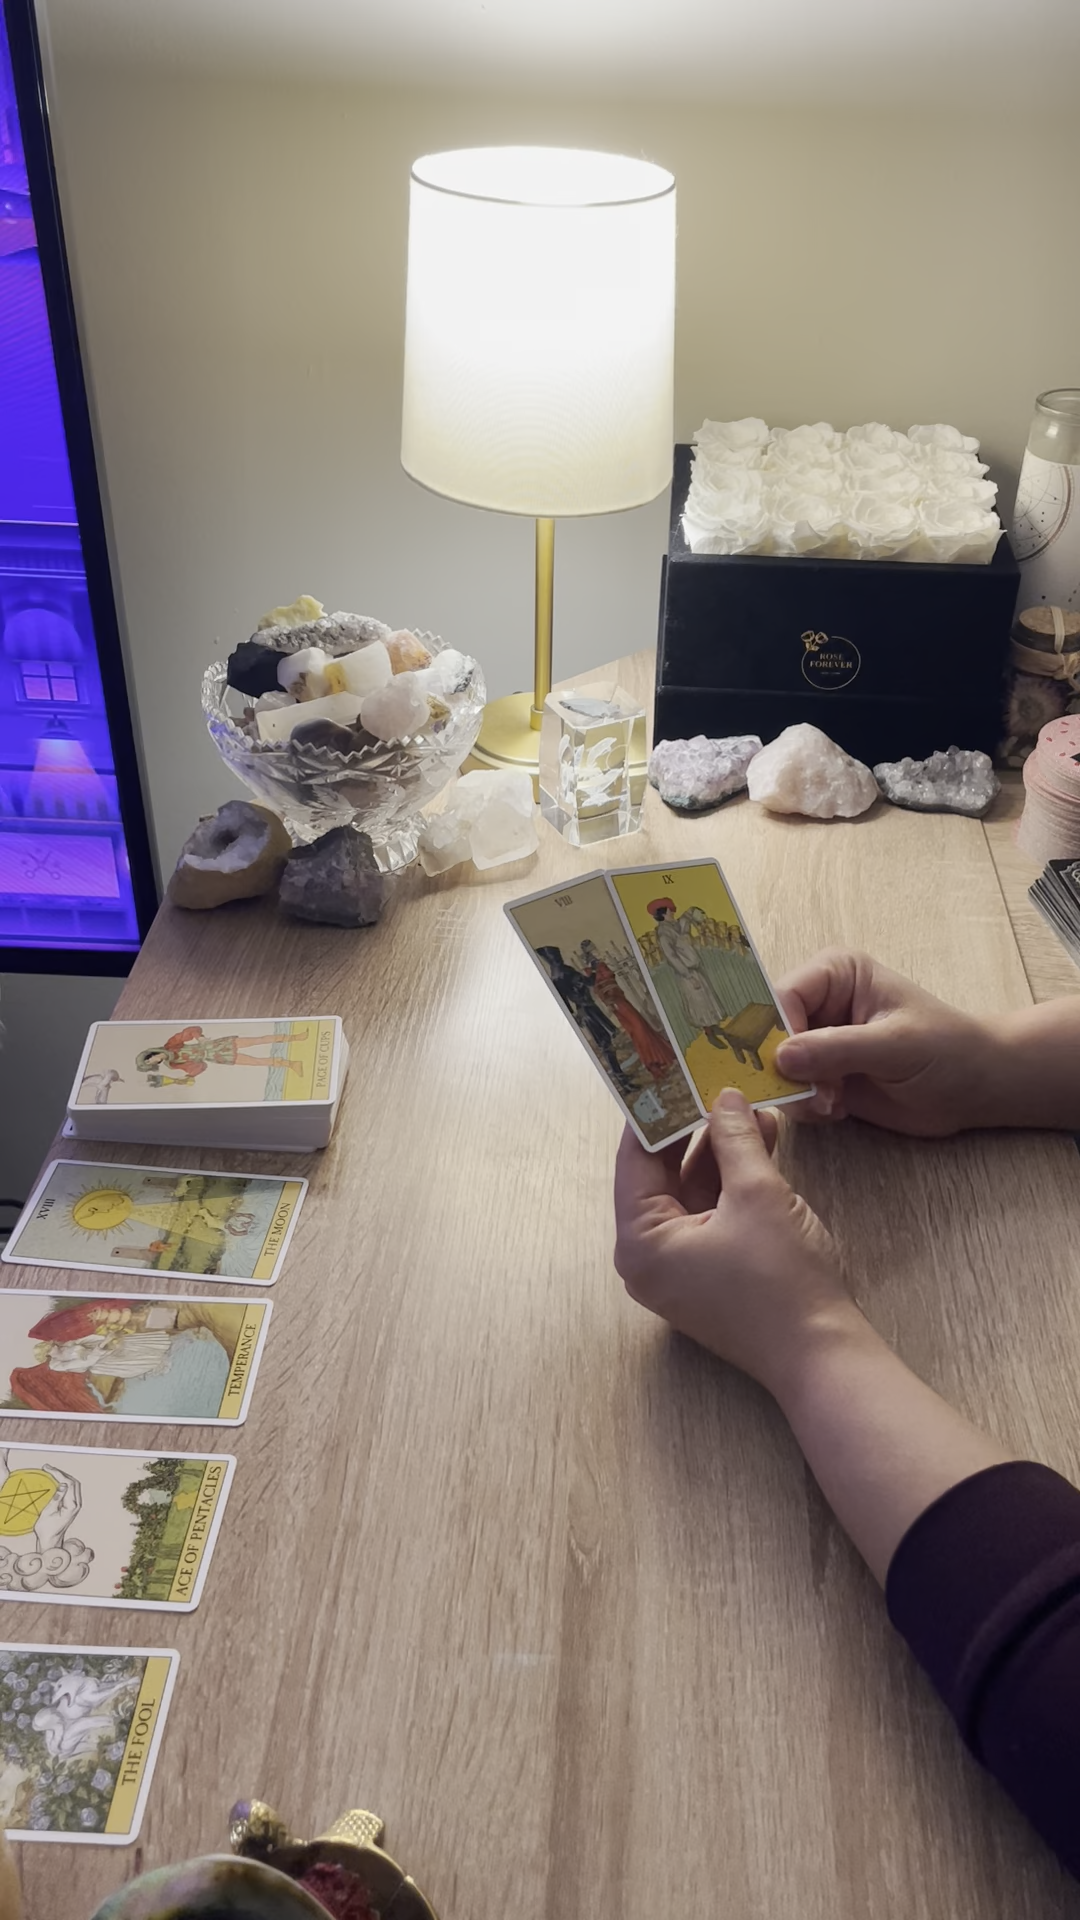 ROSE
FOREVER
VIII
IX
PAGE OF CUPS
XVIII
THE MOON
TEMPERANCE
ACE OF PENTACLES
THE FOOL